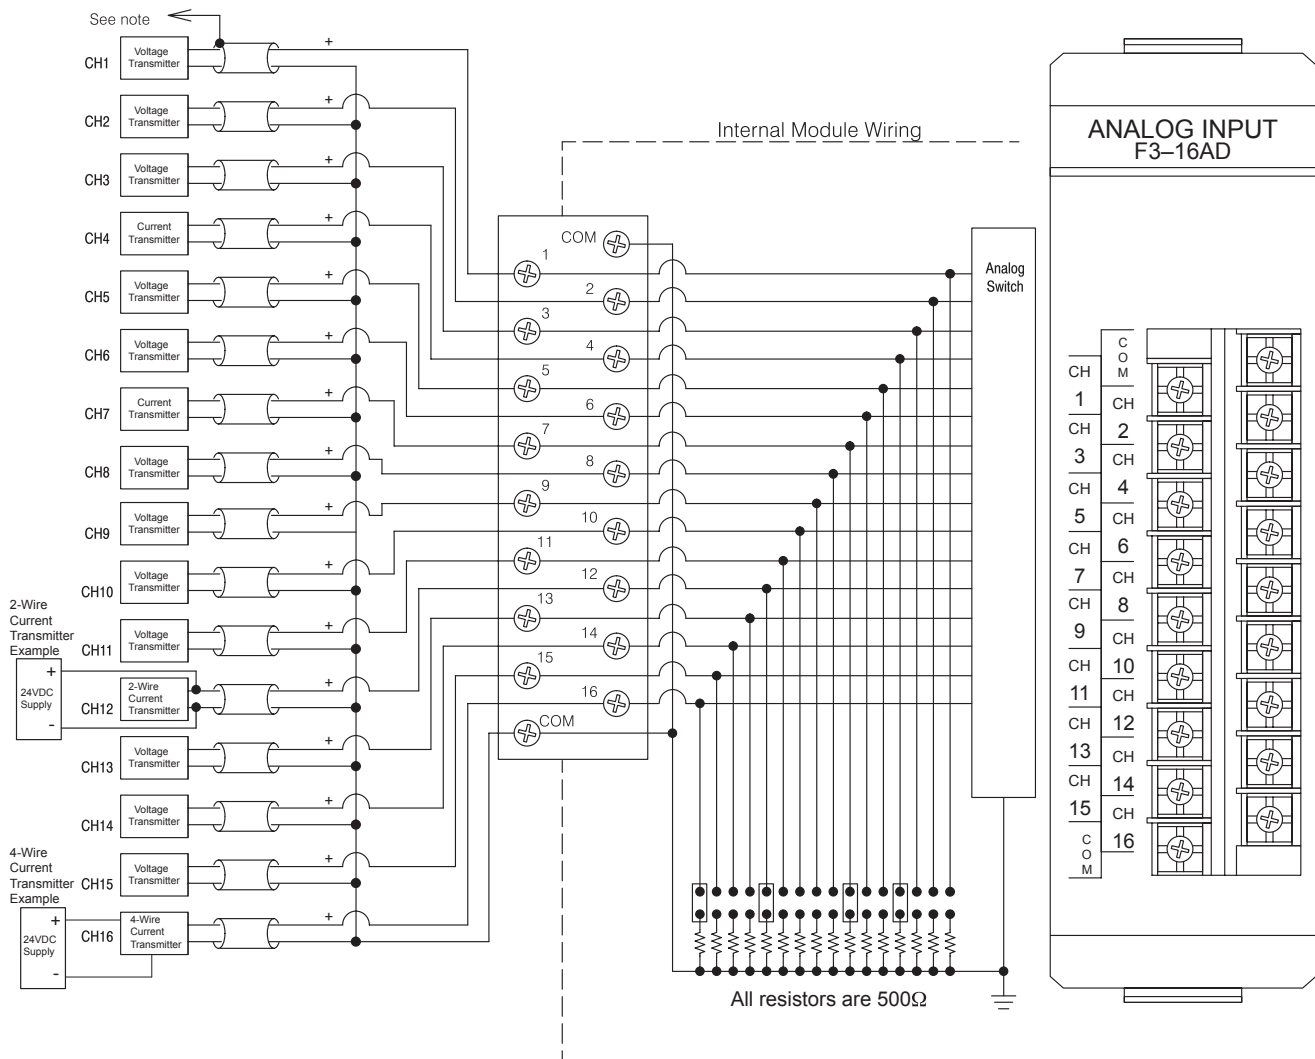 See note
CH1
Voltage
Transmitter
+
CH2
Voltage
Transmitter
+
CH3
Voltage
Transmitter
+
CH4
Current
Transmitter
+
CH5
Voltage
Transmitter
+
CH6
Voltage
Transmitter
+
CH7
Current
Transmitter
+
CH8
Voltage
Transmitter
+
CH9
Voltage
Transmitter
+
CH10
Voltage
Transmitter
+
CH11
Voltage
Transmitter
+
2-Wire
Current
Transmitter
Example
+
24VDC
Supply
-
CH12
2-Wire
Current
Transmitter
+
CH13
Voltage
Transmitter
+
CH14
Voltage
Transmitter
+
CH15
Voltage
Transmitter
+
4-Wire
Current
Transmitter
Example
+
24VDC
Supply
-
CH16
4-Wire
Current
Transmitter
+
Internal Module Wiring
COM
1
2
3
4
5
6
7
8
9
10
11
12
13
14
15
16
COM
Analog
Switch
All resistors are 500Ω
ANALOG INPUT
F3–16AD
COM
CH
1
CH
2
CH
3
CH
4
CH
5
CH
6
CH
7
CH
8
CH
9
CH
10
CH
11
CH
12
CH
13
CH
14
CH
15
CH
16
COM